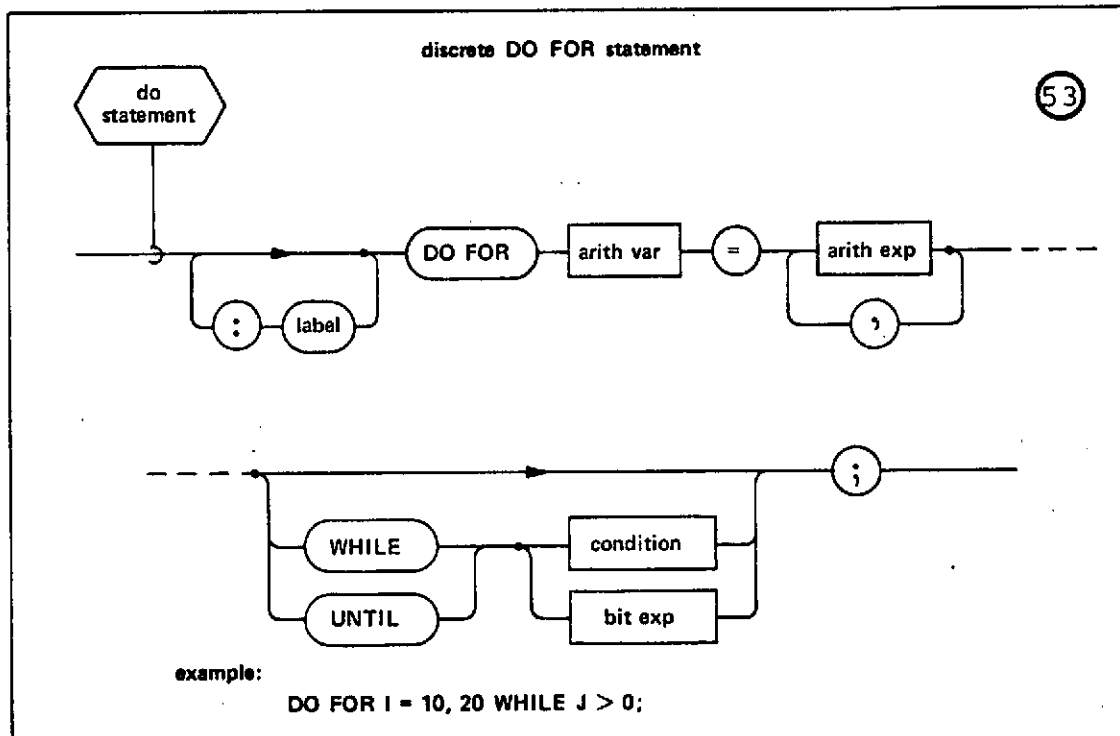 discrete DO FOR statement
do
statement
53
DO FOR
arith var
=
arith exp
:
label
,
;
WHILE
condition
UNTIL
bit exp
example:
DO FOR I = 10, 20 WHILE J > 0;